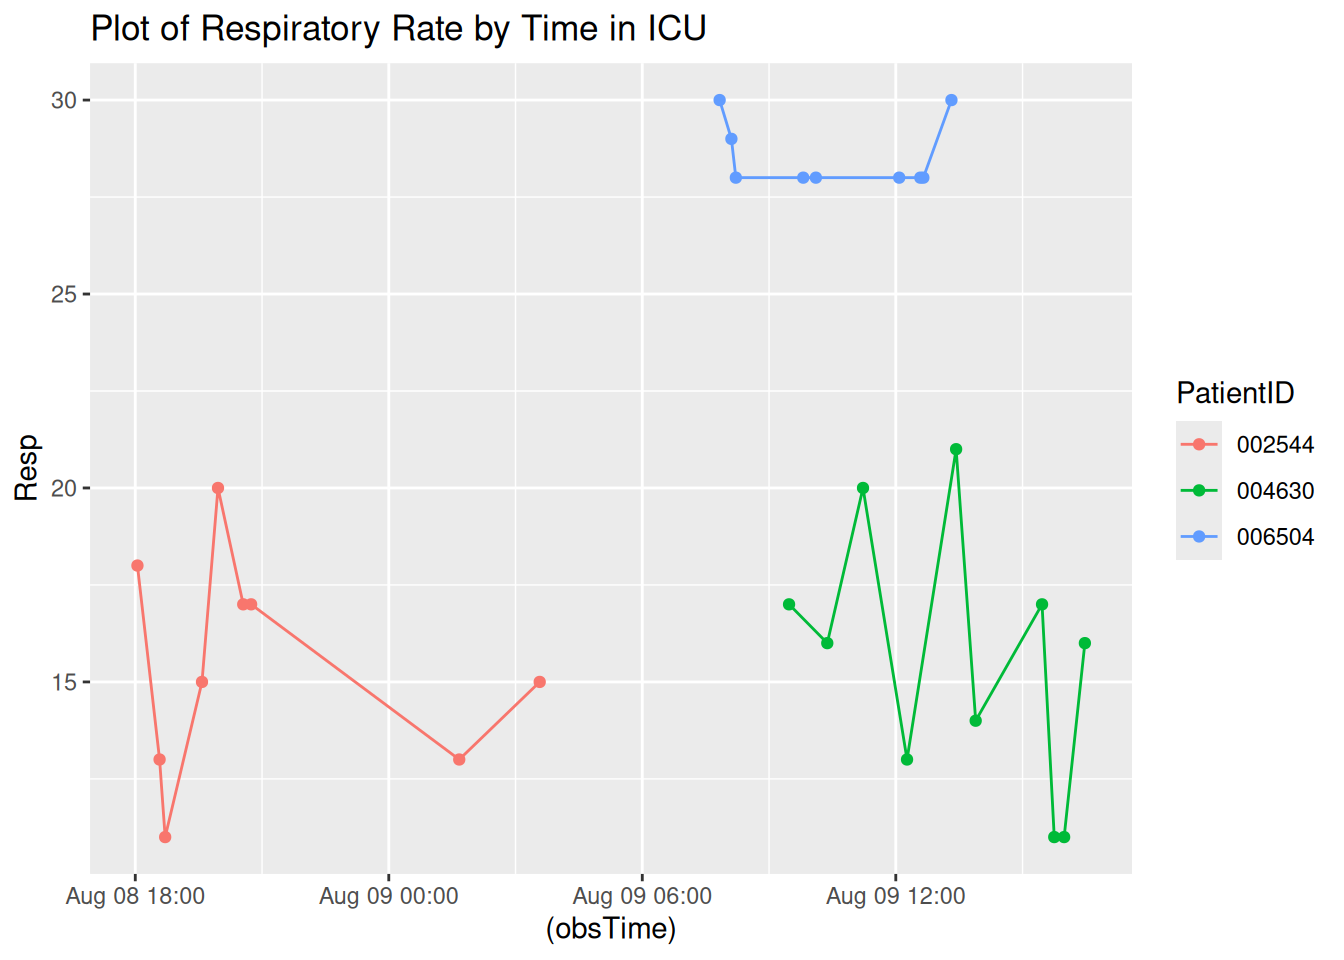 Plot of Respiratory Rate by Time in ICU
30
25
20
15
Resp
Aug 08 18:00 Aug 09 00:00 Aug 09 06:00 Aug 09 12:00
(obsTime)
PatientID
002544
004630
006504